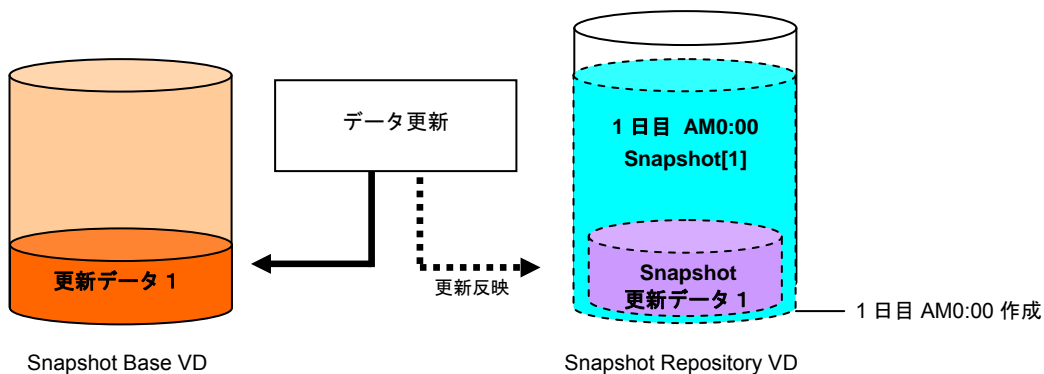 データ更新
1 日目 AM0:00
Snapshot[1]
更新データ 1
更新反映
Snapshot
更新データ 1
1 日目 AM0:00 作成
Snapshot Base VD
Snapshot Repository VD